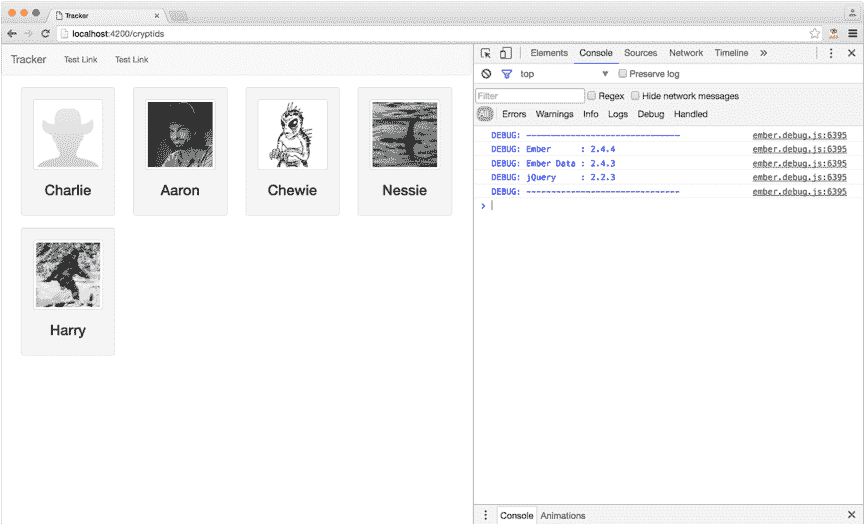 Tracker
localhost:4200/cryptids
Tracker Test Link Test Link
Charlie Aaron Chewie Nessie
Harry
Elements Console Sources Network Timeline »
top Preserve log
Filter Regex Hide network messages
All Errors Warnings Info Logs Debug Handled
DEBUG: ------------------------------- ember.debug.js:6395
DEBUG: Ember : 2.4.4 ember.debug.js:6395
DEBUG: Ember Data : 2.4.3 ember.debug.js:6395
DEBUG: jQuery : 2.2.3 ember.debug.js:6395
DEBUG: ------------------------------- ember.debug.js:6395
>
Console Animations